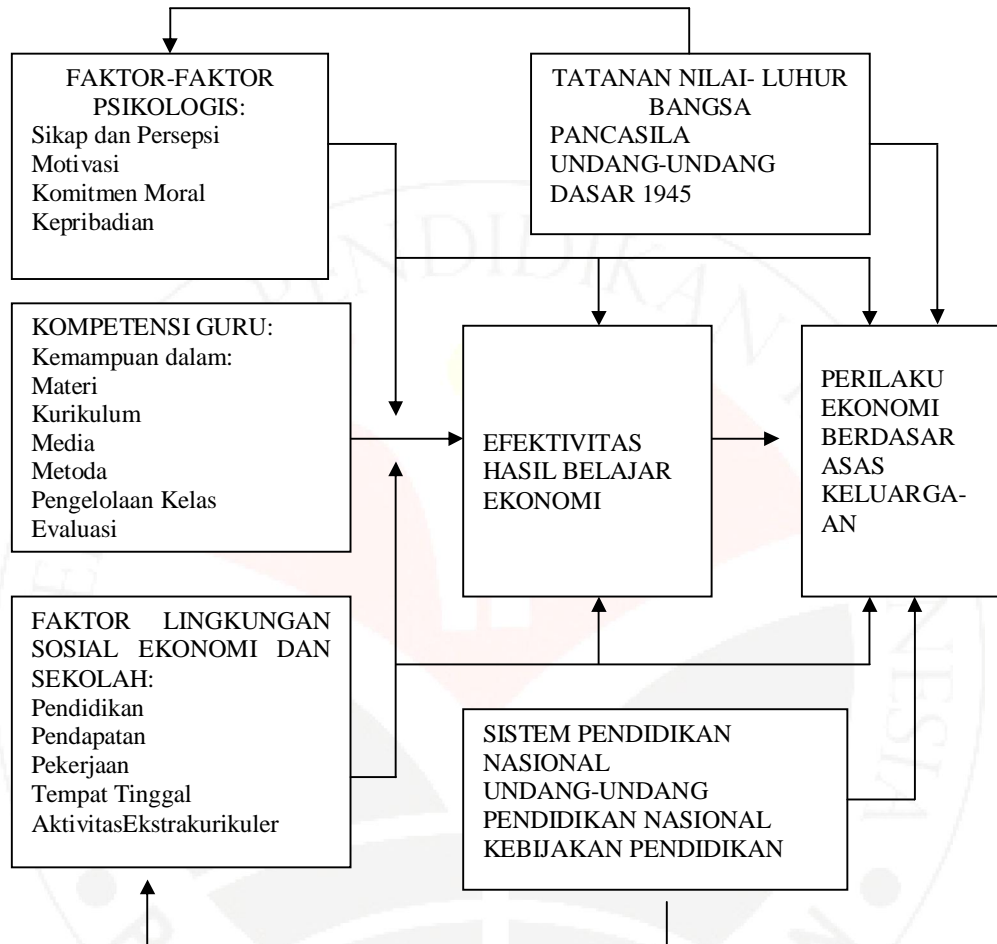 FAKTOR-FAKTOR
PSIKOLOGIS:
Sikap dan Persepsi
Motivasi
Komitmen Moral
Kepribadian
TATANAN NILAI- LUHUR
BANGSA
PANCASILA
UNDANG-UNDANG
DASAR 1945
KOMPETENSI GURU:
Kemampuan dalam:
Materi
Kurikulum
Media
Metoda
Pengelolaan Kelas
Evaluasi
EFEKTIVITAS
HASIL BELAJAR
EKONOMI
PERILAKU
EKONOMI
BERDASAR
ASAS
KELUARGA-
AN
FAKTOR LINGKUNGAN
SOSIAL EKONOMI DAN
SEKOLAH:
Pendidikan
Pendapatan
Pekerjaan
Tempat Tinggal
AktivitasEkstrakurikuler
SISTEM PENDIDIKAN
NASIONAL
UNDANG-UNDANG
PENDIDIKAN NASIONAL
KEBIJAKAN PENDIDIKAN